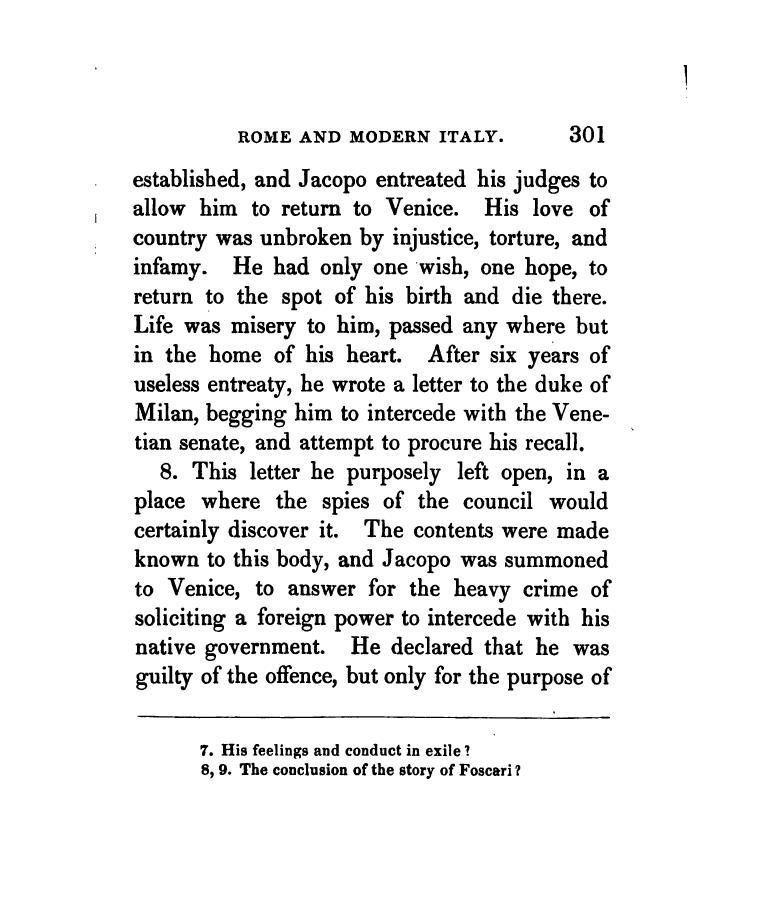 ROME AND MODERN ITALY. 301
established, and Jacopo entreated his judges to
allow him to return to Venice. His love of
country was unbroken by injustice, torture, and
infamy. He had only one wish, one hope, to
return to the spot of his birth and die there.
Life was misery to him, passed any where but
in the home of his heart. After six years of
useless entreaty, he wrote a letter to the duke of
Milan, begging him to intercede with the Vene-
tian senate, and attempt to procure his recall.
8. This letter he purposely left open, in a
place where the spies of the council would
certainly discover it. The contents were made
known to this body, and Jacopo was summoned
to Venice, to answer for the heavy crime of
soliciting a foreign power to intercede with his
native government. He declared that he was
guilty of the offence, but only for the purpose of
7. His feelings and conduct in exile?
8, 9. The conclusion of the story of Foscari?